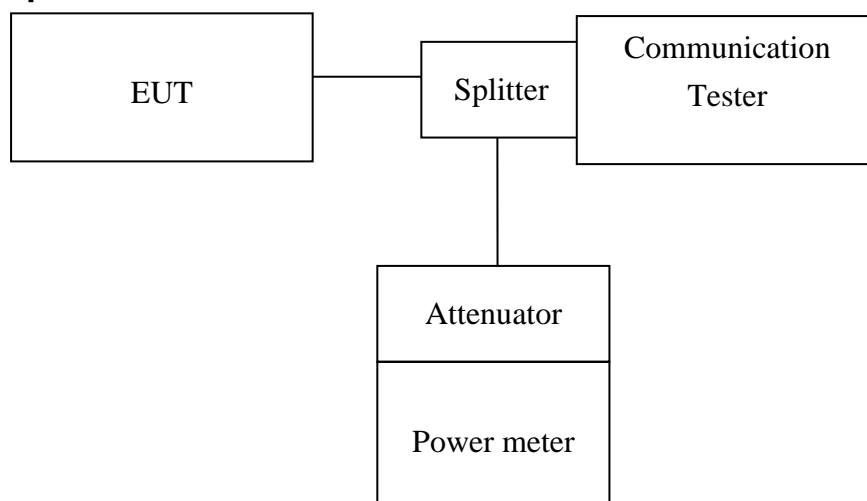 EUT
Splitter
Communication
Tester
Attenuator
Power meter